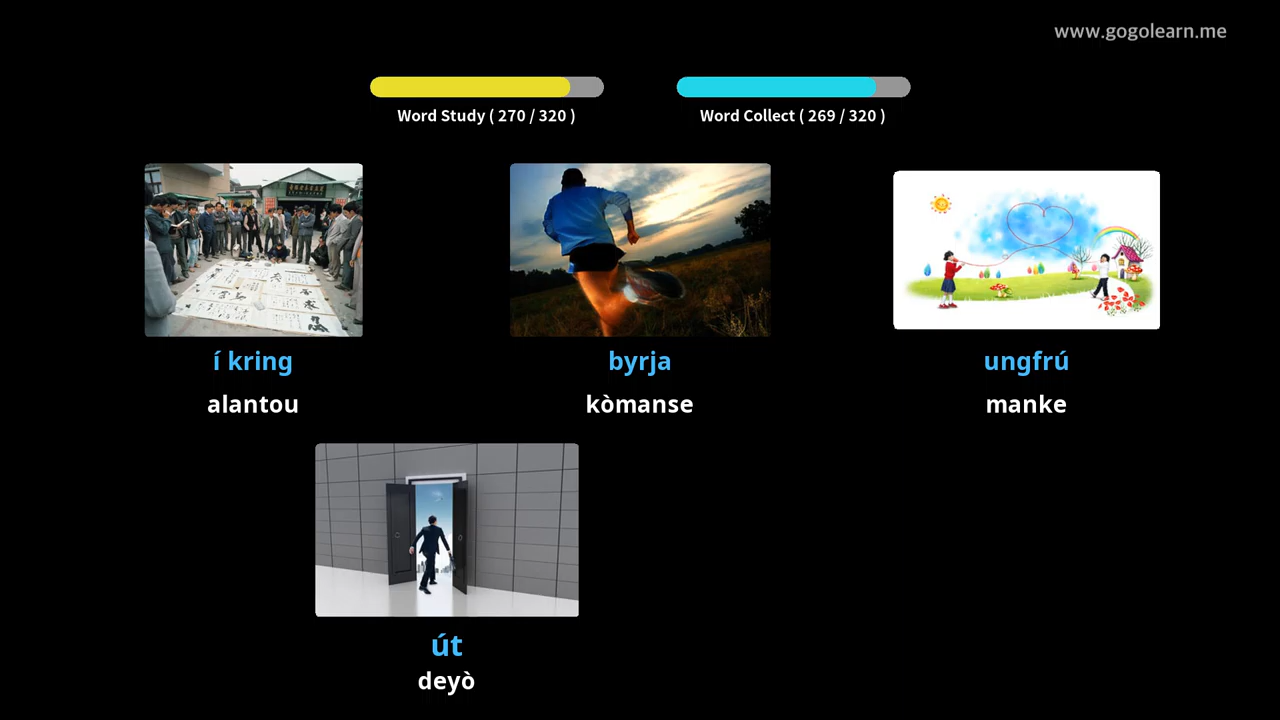 www.gogolearn.me
Word Study ( 270 / 320 )
Word Collect ( 269 / 320 )
í kring
byrja
ungfrú
alantou
kòmanse
manke
út
deyò